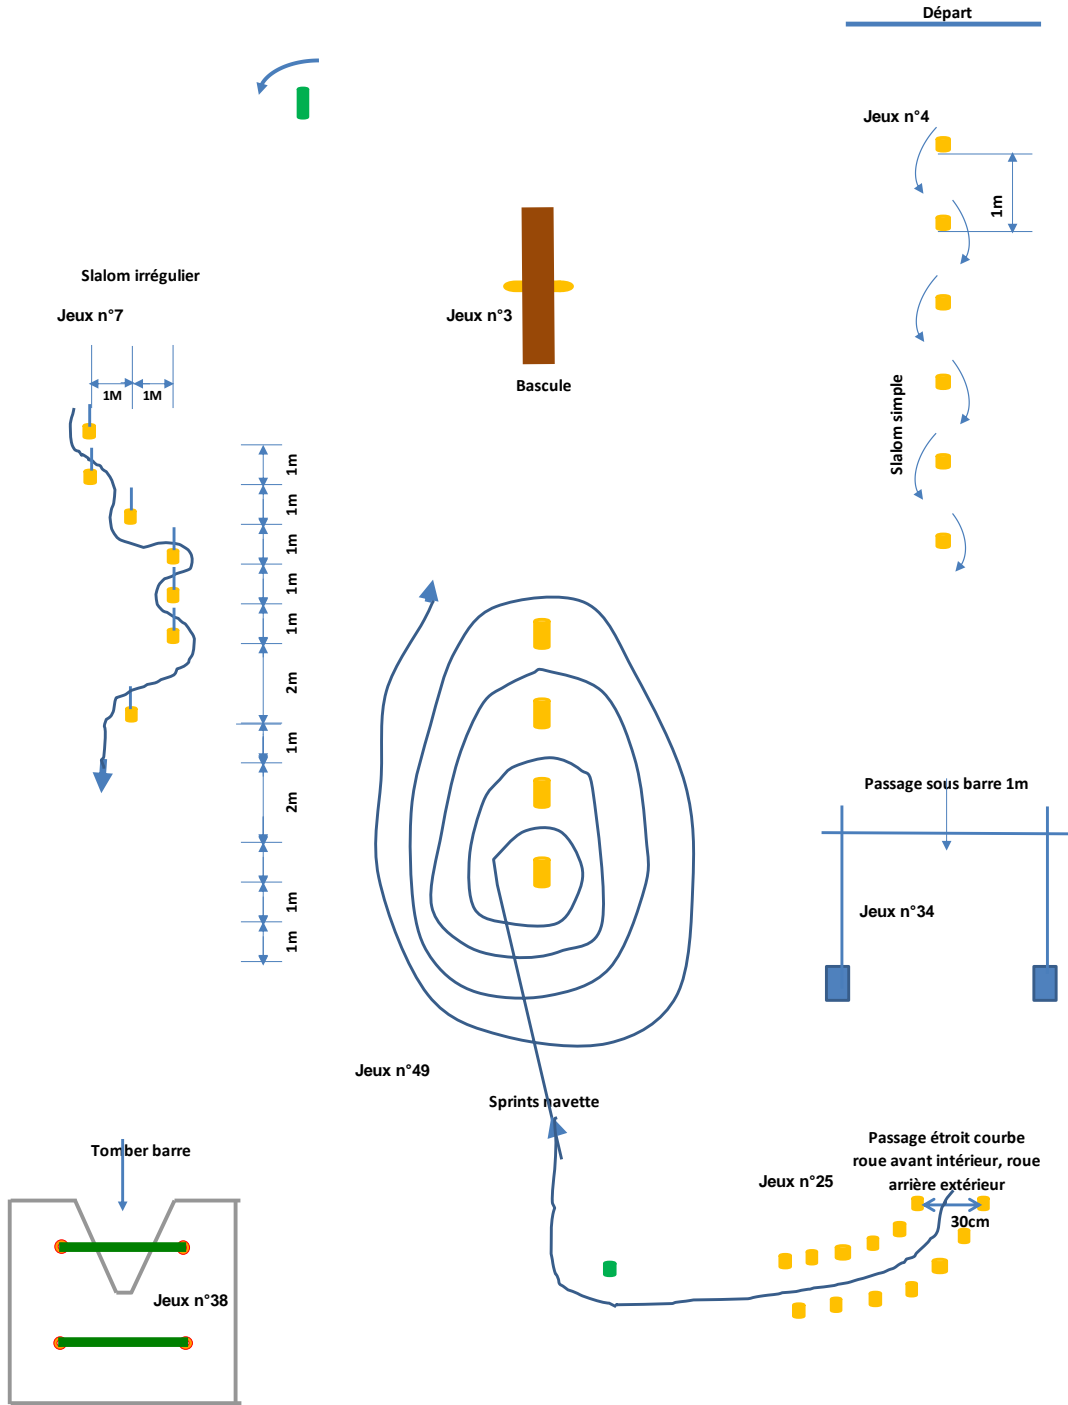 Départ
Jeux n°4
1m
Slalom simple
Slalom irrégulier
Jeux n°7
1M
1M
Jeux n°3
Bascule
1m
1m
1m
1m
1m
2m
1m
2m
1m
1m
Passage sous barre 1m
Jeux n°34
Jeux n°49
Sprints navette
Tomber barre
Jeux n°38
Jeux n°25
Passage étroit courbe
roue avant intérieur, roue
arrière extérieur
30cm